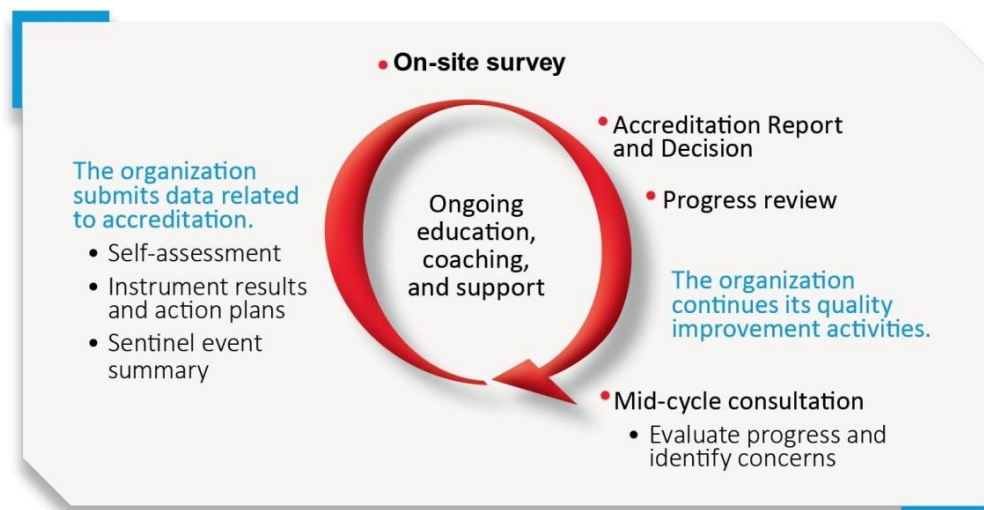 • On-site survey
• Accreditation Report
and Decision
• Progress review
The organization
submits data related
to accreditation.
• Self-assessment
• Instrument results
and action plans
• Sentinel event
summary
Ongoing
education,
coaching,
and support
The organization
continues its quality
improvement activities.
• Mid-cycle consultation
• Evaluate progress and
identify concerns